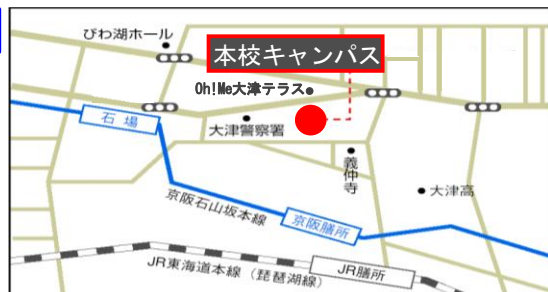 びわ湖ホール
本校キャンパス
Oh!Me大津テラス
石場
大津警察署
義仲寺
大津高
京阪石山坂本線
京阪膳所
JR東海道本線（琵琶湖線）
JR膳所